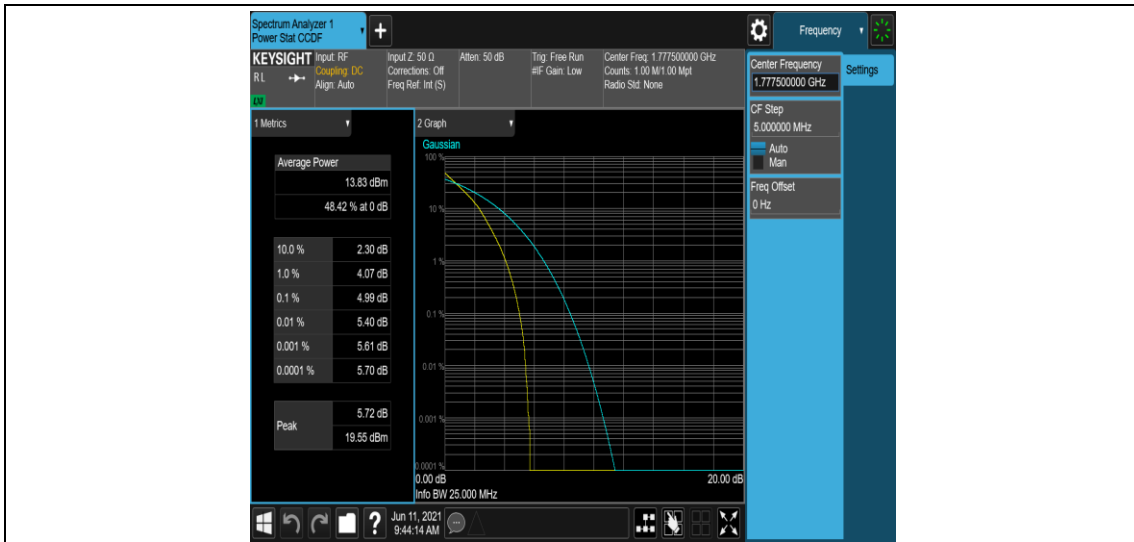 Spectrum Analyzer 1
Power Stat CCDF
+
Frequency
KEYSIGHT
R L
LXI
Input: RF
Coupling: DC
Align: Auto
Input Z: 50 Ω
Corrections: Off
Freq Ref: Int (S)
Atten: 50 dB
Trig: Free Run
#IF Gain: Low
Center Freq: 1.777500000 GHz
Counts: 1.00 M/1.00 Mpt
Radio Std: None
Center Frequency
1.777500000 GHz
Settings
CF Step
5.000000 MHz
Auto
Man
Freq Offset
0 Hz
1 Metrics
Average Power
13.83 dBm
48.42 % at 0 dB
10.0 % 2.30 dB
1.0 % 4.07 dB
0.1 % 4.99 dB
0.01 % 5.40 dB
0.001 % 5.61 dB
0.0001 % 5.70 dB
Peak
5.72 dB
19.55 dBm
2 Graph
Gaussian
100 %
10 %
1 %
0.1 %
0.01 %
0.001 %
0.0001 %
0.00 dB 20.00 dB
Info BW 25.000 MHz
?
Jun 11, 2021
9:44:14 AM